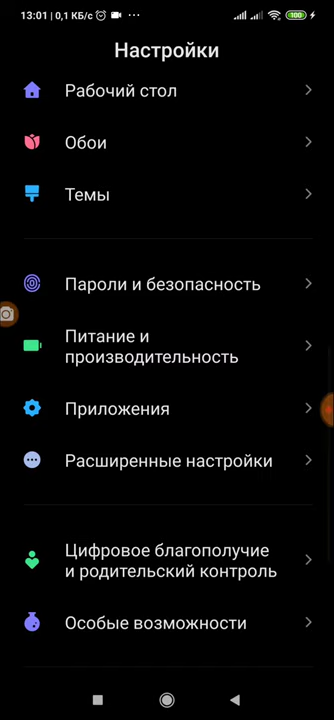 13:01 | 0,1 КБ/с
100
Настройки
Рабочий стол
Обои
Темы
Пароли и безопасность
Питание и
производительность
Приложения
Расширенные настройки
Цифровое благополучие
и родительский контроль
Особые возможности